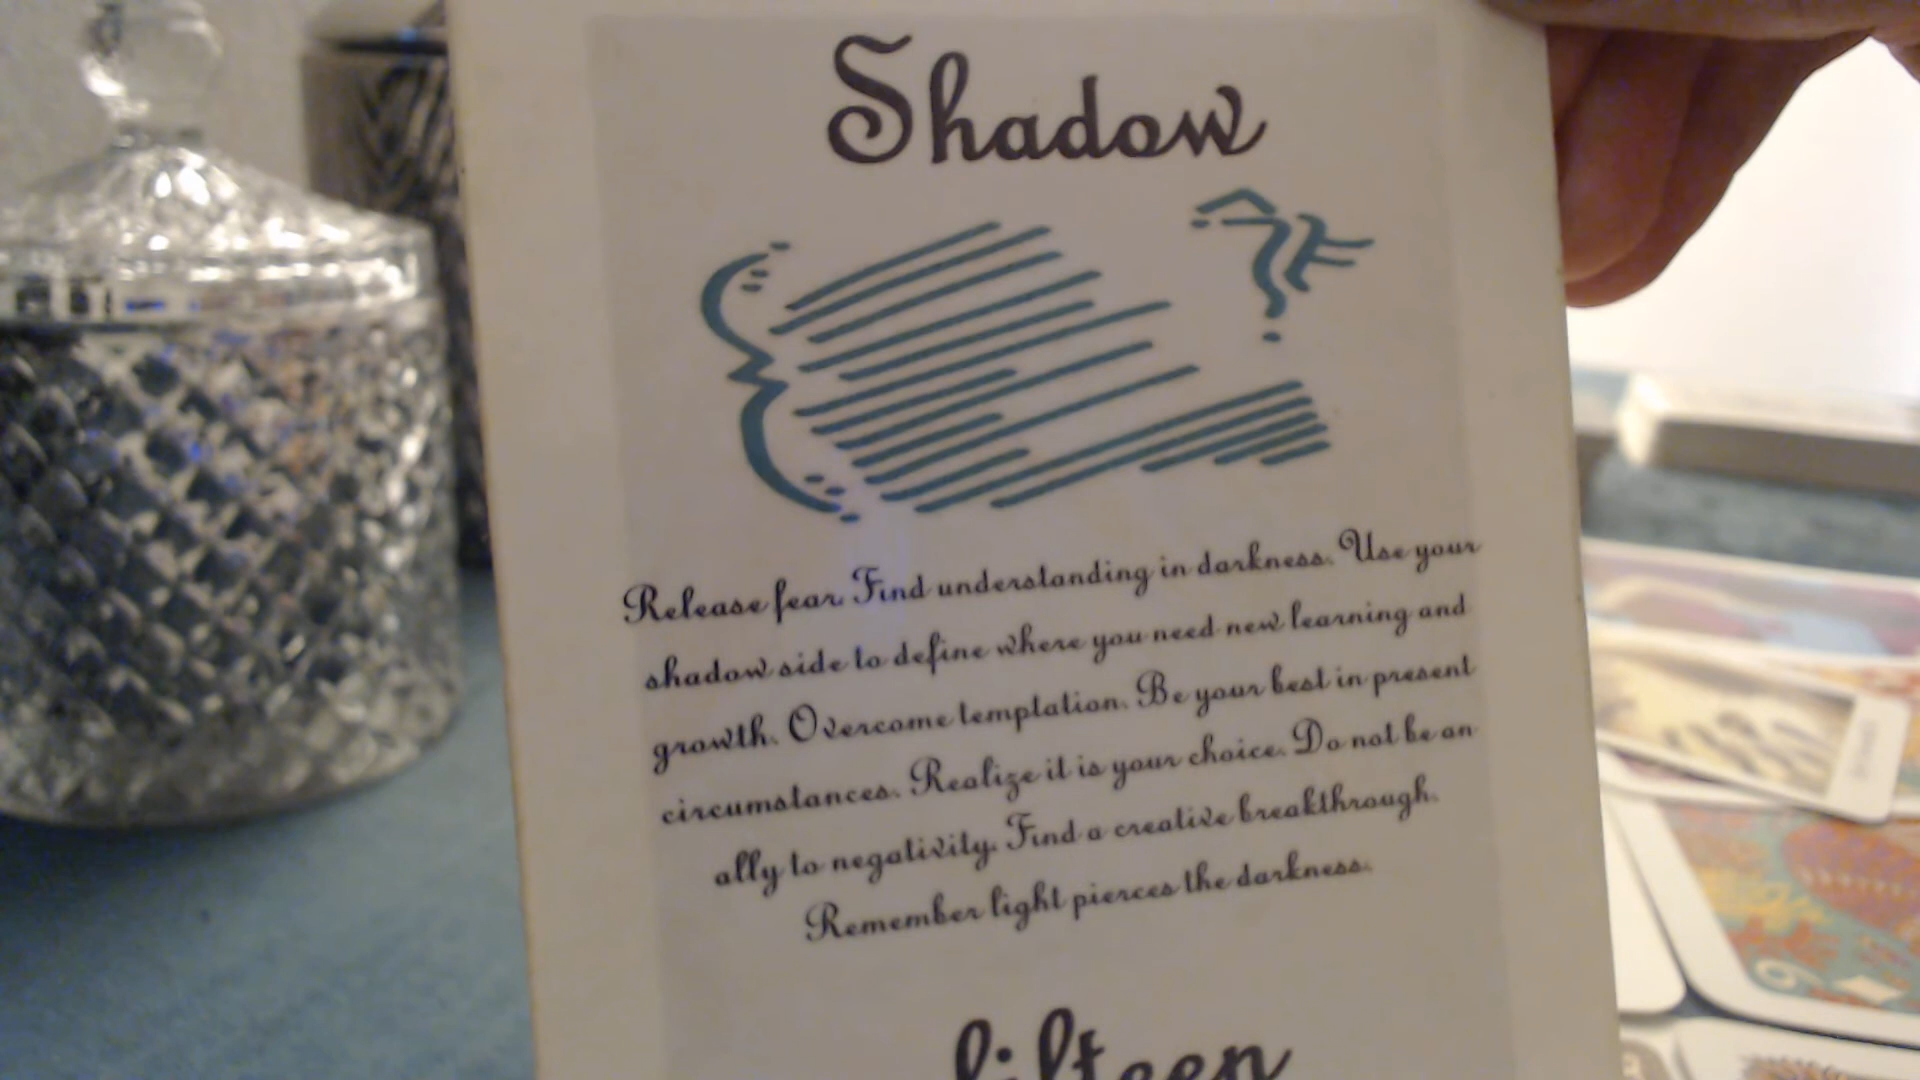 Shadow
Release fear. Find understanding in darkness. Use your
shadow side to define where you need new learning and
growth. Overcome temptation. Be your best in present
circumstances. Realize it is your choice. Do not be an
ally to negativity. Find a creative breakthrough.
Remember light pierces the darkness.
fifteen
6